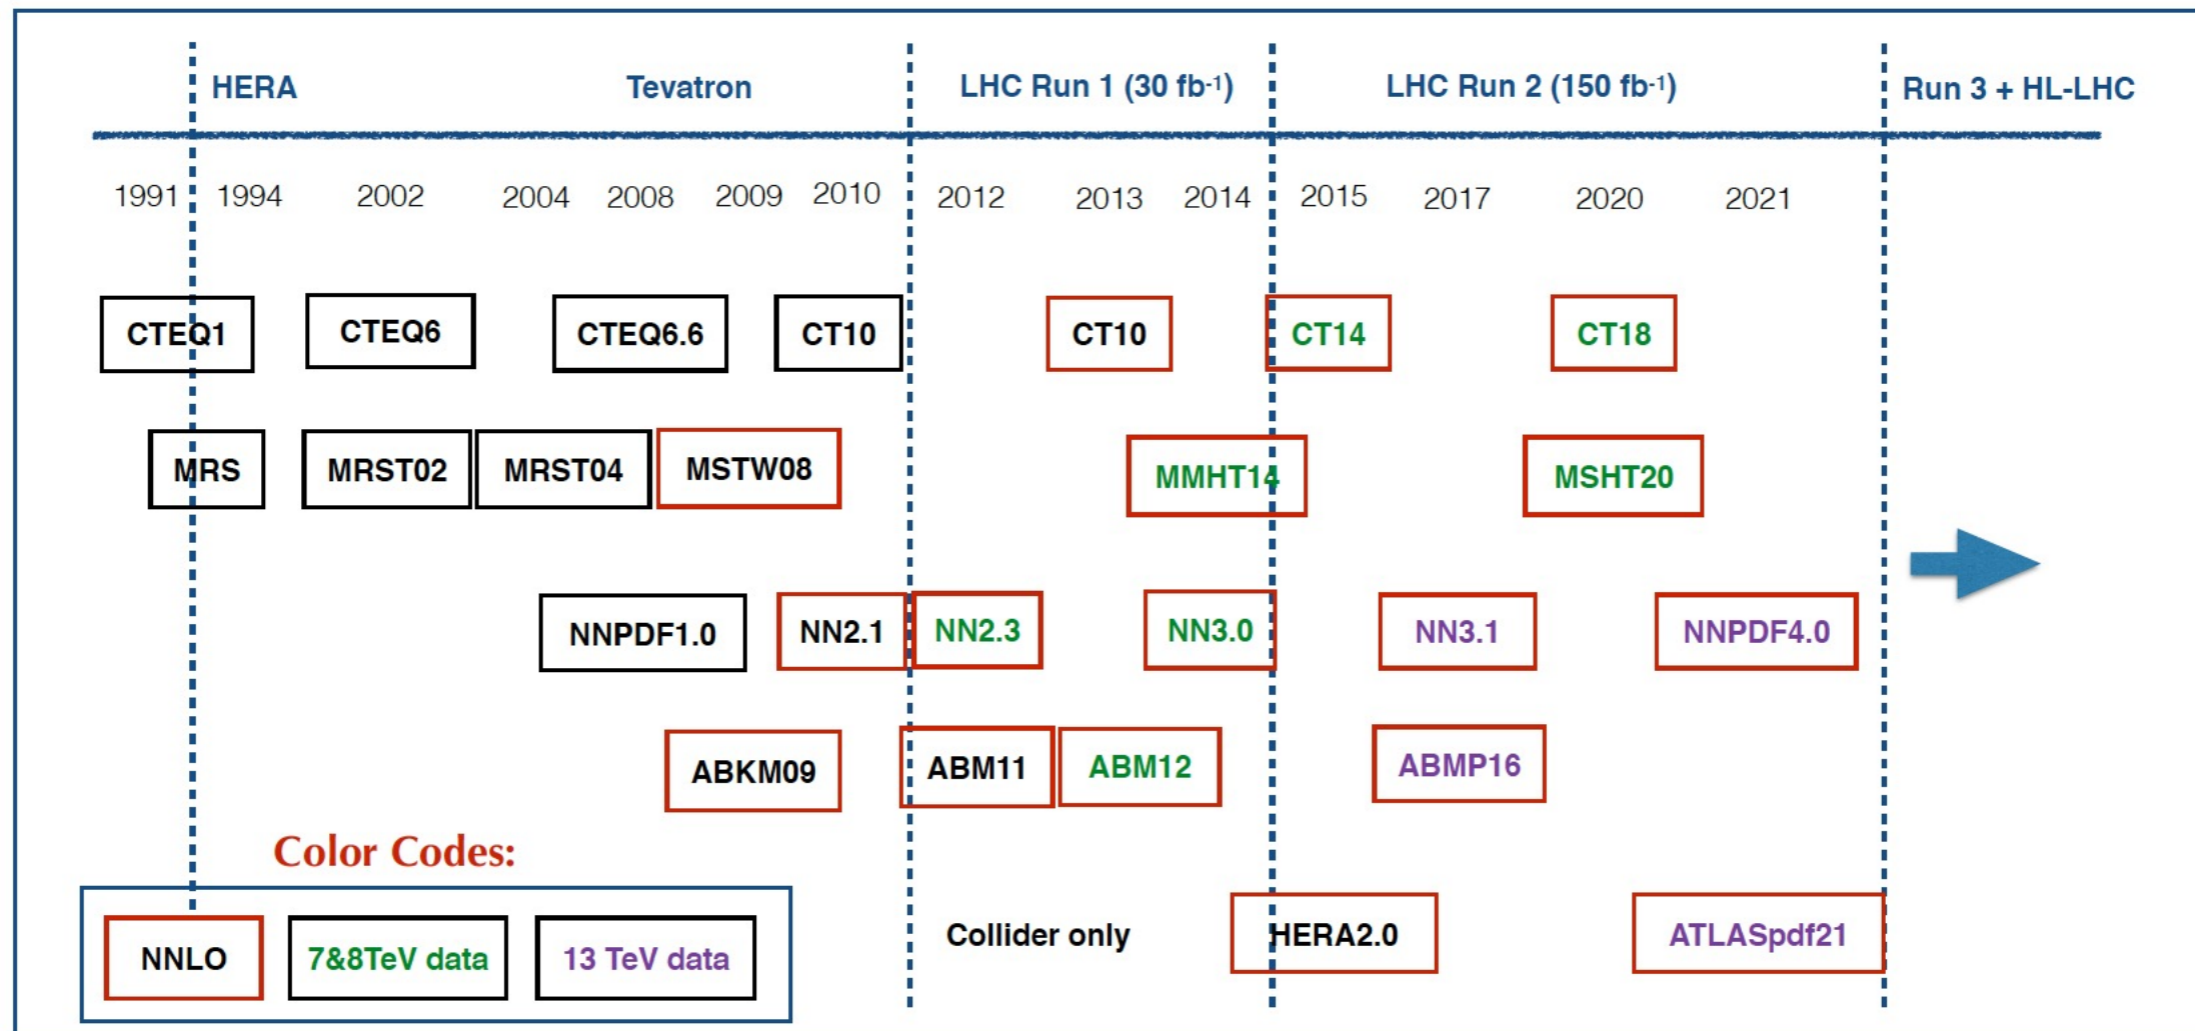 HERA Tevatron LHC Run 1 (30 fb-1) LHC Run 2 (150 fb-1) Run 3 + HL-LHC
1991 1994 2002 2004 2008 2009 2010 2012 2013 2014 2015 2017 2020 2021
CTEQ1 CTEQ6 CTEQ6.6 CT10 CT10 CT14 CT18
MRS MRST02 MRST04 MSTW08 MMHT14 MSHT20
NNPDF1.0 NN2.1 NN2.3 NN3.0 NN3.1 NNPDF4.0
ABKM09 ABM11 ABM12 ABMP16
Color Codes:
NNLO 7&8TeV data 13 TeV data Collider only HERA2.0 ATLASpdf21